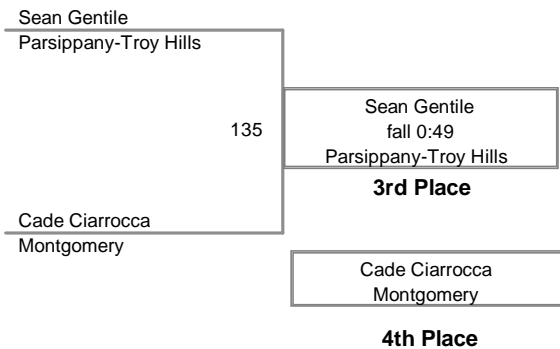 Sean Gentile
Parsippany-Troy Hills
135
Sean Gentile
fall 0:49
Parsippany-Troy Hills
3rd Place
Cade Ciarrocca
Montgomery
Cade Ciarrocca
Montgomery
4th Place